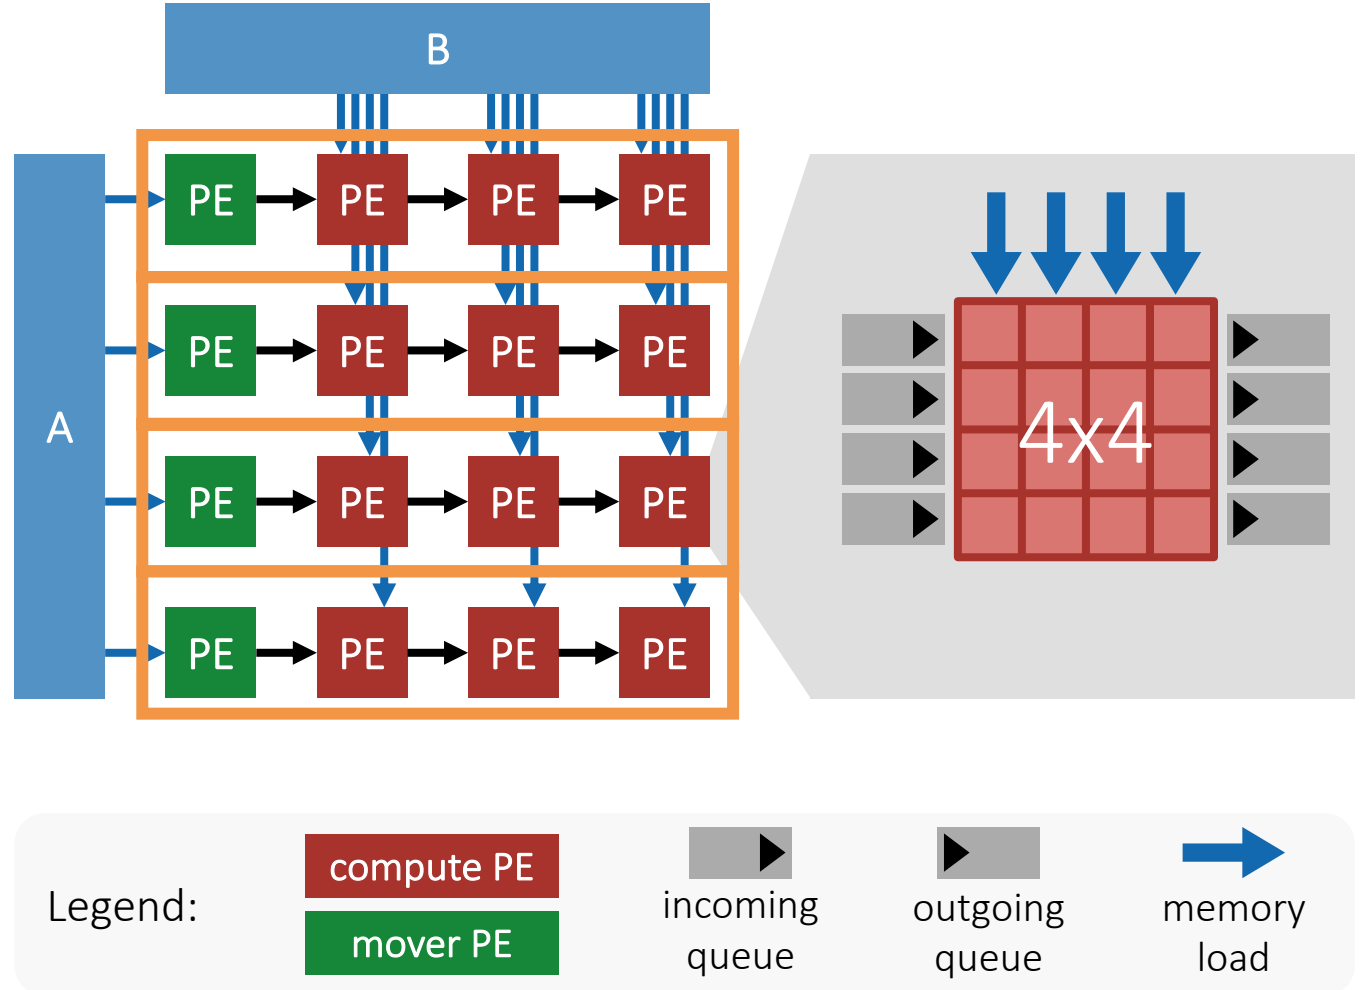 B
A
PE PE PE PE
PE PE PE PE
PE PE PE PE
PE PE PE PE
4x4
Legend:
compute PE
mover PE
incoming
queue
outgoing
queue
memory
load